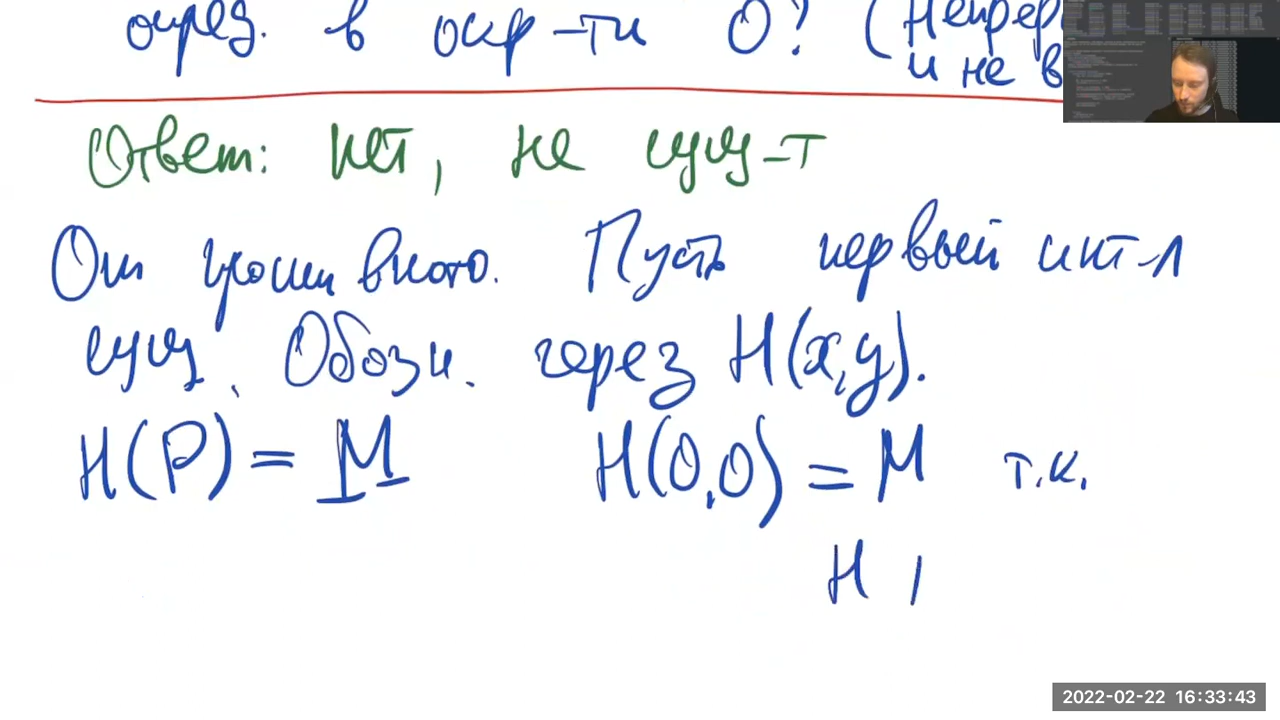 опред. в окр-ти O? (Непрер
и не в
Ответ: нет, не сущ-т
От противного. Пусть первый инт-л
сущ. Обозн. через H(x,y).
H(P) = M H(0,0) = M т.к.
H
2022-02-22 16:33:43